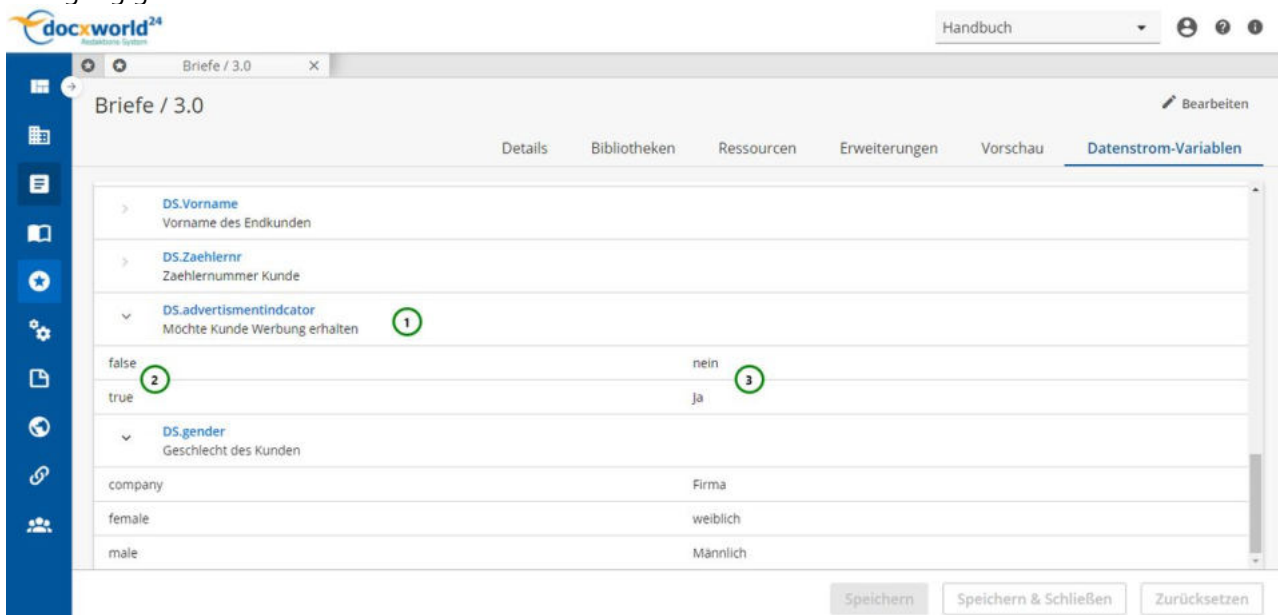 docxworld24
Redaktions-System
Handbuch
Briefe / 3.0
Briefe / 3.0
Bearbeiten
Details Bibliotheken Ressourcen Erweiterungen Vorschau Datenstrom-Variablen
DS.Vorname
Vorname des Endkunden
DS.Zaehlernr
Zaehlernummer Kunde
DS.advertismentindcator
Möchte Kunde Werbung erhalten
1
false nein
2 3
true Ja
DS.gender
Geschlecht des Kunden
company Firma
female weiblich
male Männlich
Speichern Speichern & Schließen Zurücksetzen